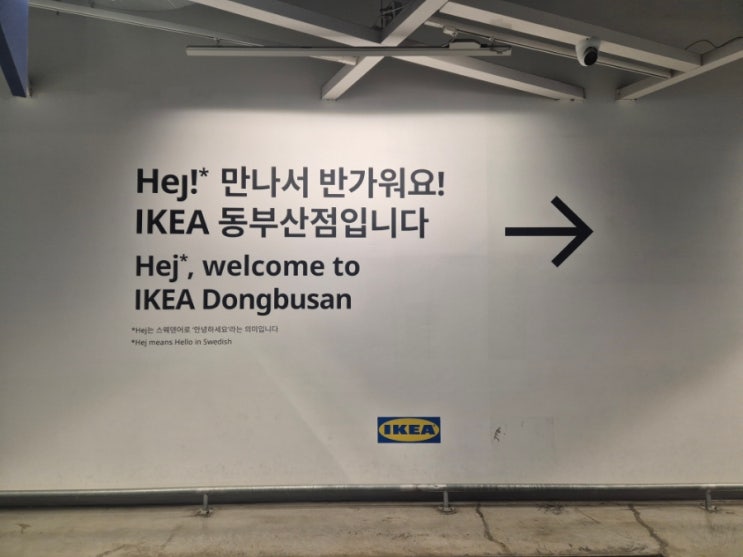 Hej!* 만나서 반가워요!
IKEA 동부산점입니다
Hej*, welcome to
IKEA Dongbusan
*Hej는 스웨덴어로 '안녕하세요'라는 의미입니다
*Hej means Hello in Swedish
IKEA